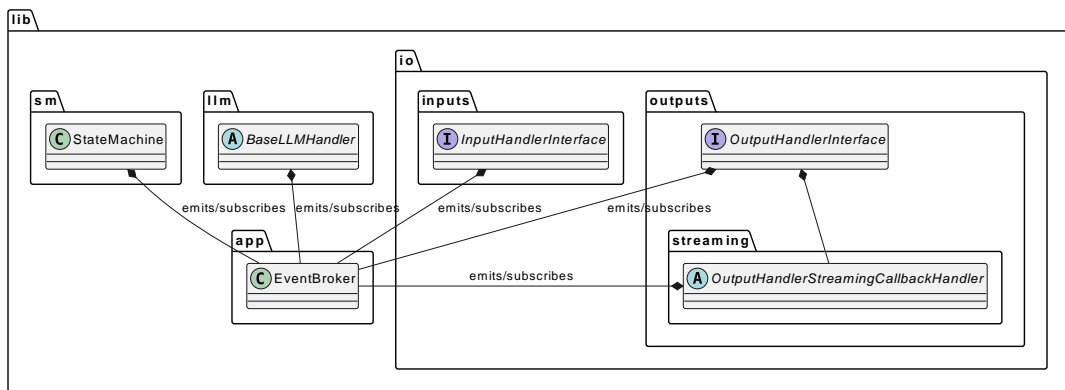 lib
io
sm
llm
inputs
outputs
C StateMachine
A BaseLLMHandler
I InputHandlerInterface
I OutputHandlerInterface
emits/subscribes
emits/subscribes
emits/subscribes
emits/subscribes
app
streaming
C EventBroker
emits/subscribes
A OutputHandlerStreamingCallbackHandler